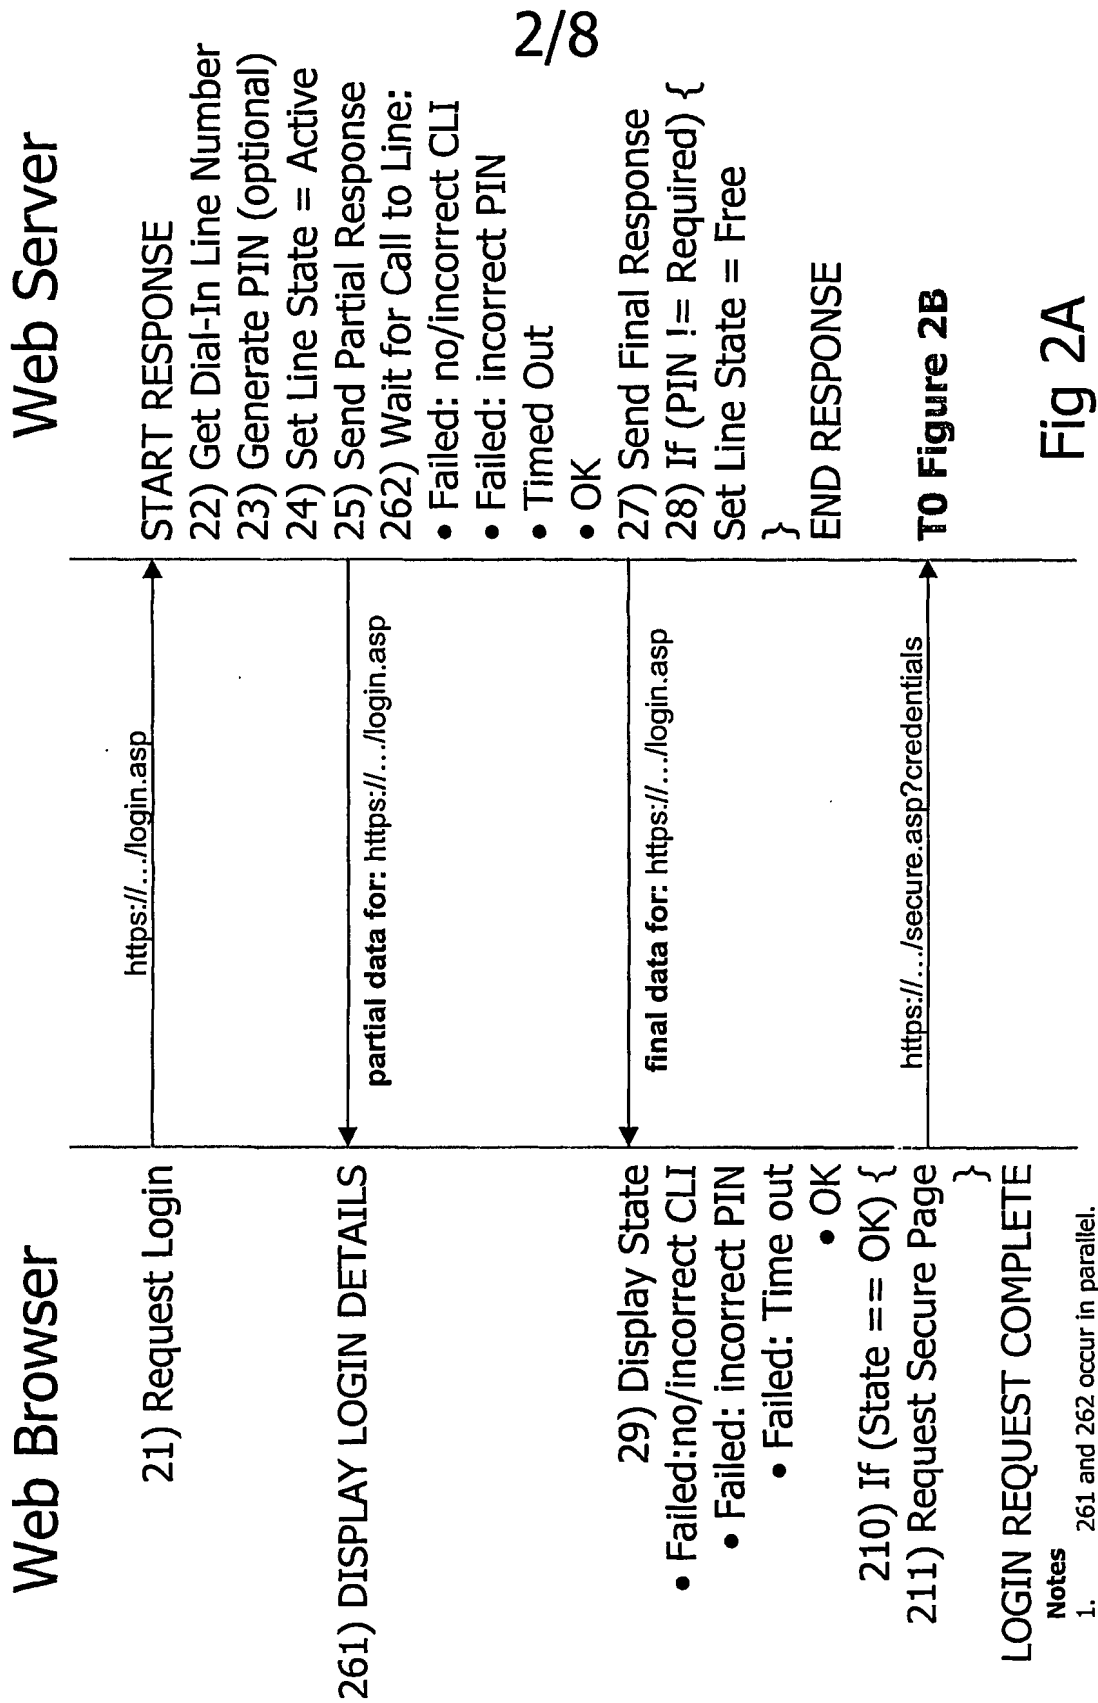 2/8
Web Browser
Web Server
21) Request Login
https://.../login.asp
START RESPONSE
22) Get Dial-In Line Number
23) Generate PIN (optional)
24) Set Line State = Active
25) Send Partial Response
261) DISPLAY LOGIN DETAILS
partial data for: https://.../login.asp
262) Wait for Call to Line:
• Failed: no/incorrect CLI
• Failed: incorrect PIN
• Timed Out
• OK
27) Send Final Response
28) If (PIN != Required) {
Set Line State = Free
}
END RESPONSE
final data for: https://.../login.asp
29) Display State
• Failed:no/incorrect CLI
• Failed: incorrect PIN
• Failed: Time out
• OK
210) If (State == OK) {
211) Request Secure Page
}
https://.../secure.asp?credentials
TO Figure 2B
LOGIN REQUEST COMPLETE
Notes
1. 261 and 262 occur in parallel.
Fig 2A